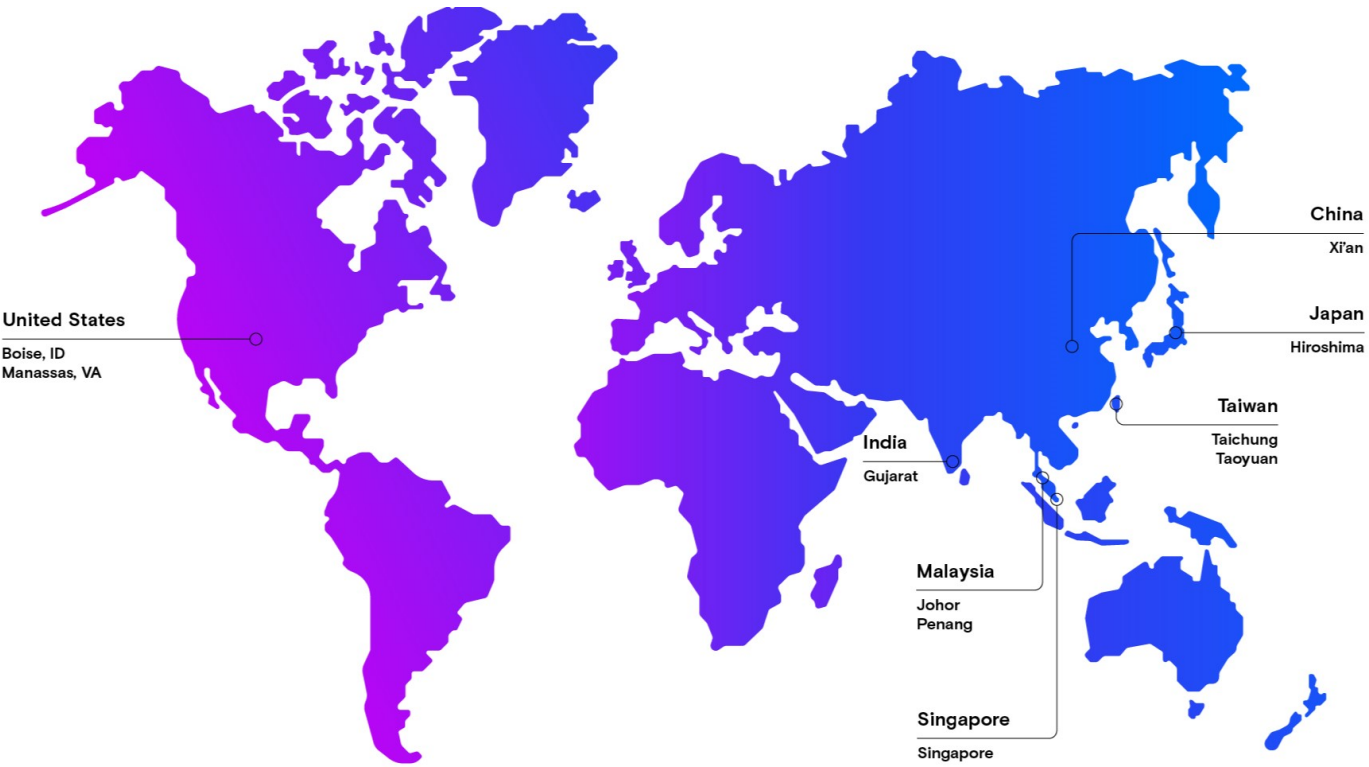 United States
Boise, ID
Manassas, VA
China
Xi'an
Japan
Hiroshima
Taiwan
Taichung
Taoyuan
India
Gujarat
Malaysia
Johor
Penang
Singapore
Singapore